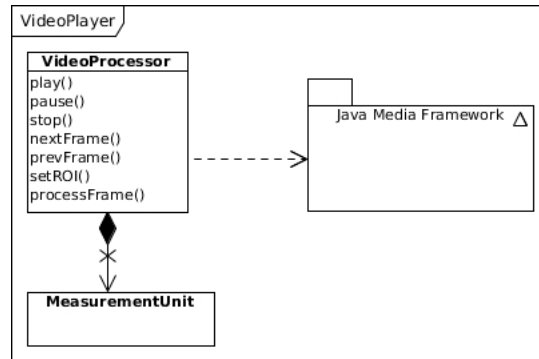 VideoPlayer
VideoProcessor
play()
pause()
stop()
nextFrame()
prevFrame()
setROI()
processFrame()
Java Media Framework
MeasurementUnit